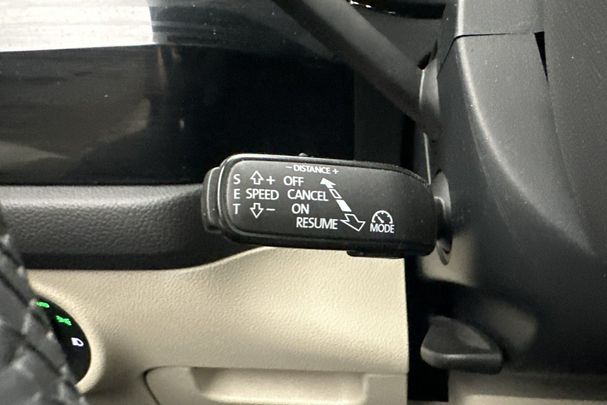 - DISTANCE +
S + OFF
E SPEED CANCEL
T - ON
RESUME MODE